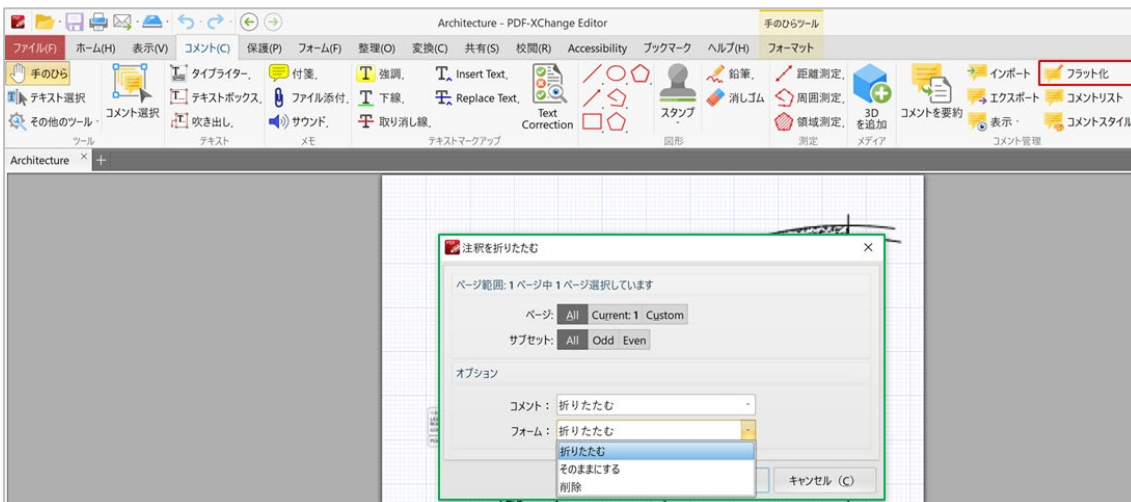 Architecture - PDF-XChange Editor
手のひらツール
ファイル(F) ホーム(H) 表示(V) コメント(C) 保護(P) フォーム(F) 整理(O) 変換(C) 共有(S) 校閲(R) Accessibility ブックマーク ヘルプ(H) フォーマット
手のひら タイプライター 付箋 強調 Insert Text 鉛筆 距離測定 インポート フラット化
テキスト選択 テキストボックス ファイル添付 下線 Replace Text 消しゴム 周囲測定 エクスポート コメントリスト
その他のツール コメント選択 吹き出し サウンド 取り消し線 Text Correction スタンプ 領域測定 3Dを追加 コメントを要約 表示 コメントスタイル
ツール テキスト メモ テキストマークアップ 図形 測定 メディア コメント管理
Architecture × +
注釈を折りたたむ
ページ範囲: 1 ページ中 1 ページ選択しています
ページ: All Current: 1 Custom
サブセット: All Odd Even
オプション
コメント： 折りたたむ
フォーム： 折りたたむ
折りたたむ
そのままにする
削除
キャンセル（C）